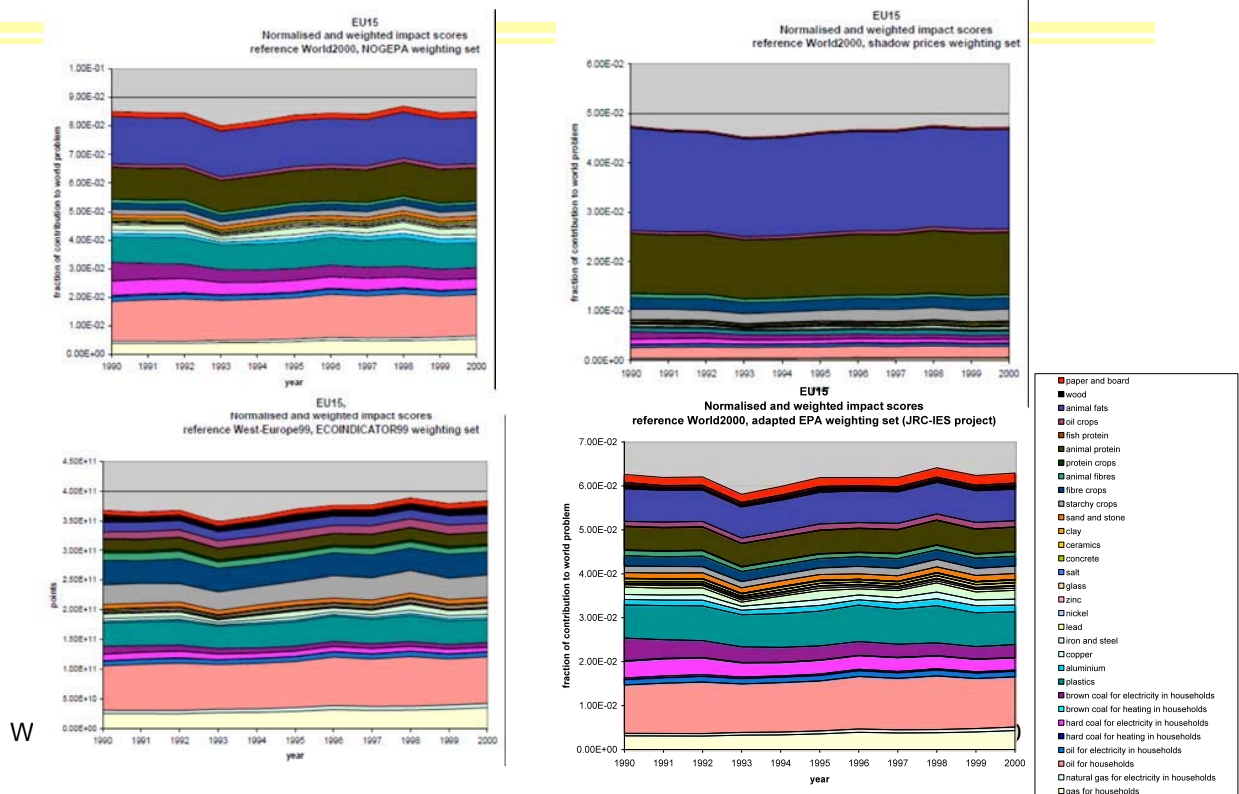 EU15
Normalised and weighted impact scores
reference World2000, NOGEPA weighting set
1.00E-01
9.00E-02
8.00E-02
7.00E-02
6.00E-02
5.00E-02
4.00E-02
3.00E-02
2.00E-02
1.00E-02
0.00E+00
fraction of contribution to world problem
1990 1991 1992 1993 1994 1995 1996 1997 1998 1999 2000
year
EU15
Normalised and weighted impact scores
reference World2000, shadow prices weighting set
6.00E-02
5.00E-02
4.00E-02
3.00E-02
2.00E-02
1.00E-02
0.00E+00
fraction of contribution to world problem
1990 1991 1992 1993 1994 1995 1996 1997 1998 1999 2000
EU15,
Normalised and weighted impact scores
reference West-Europe99, ECOINDICATOR99 weighting set
4.50E+11
4.00E+11
3.50E+11
3.00E+11
2.50E+11
2.00E+11
1.50E+11
1.00E+11
5.00E+10
0.00E+00
points
1990 1991 1992 1993 1994 1995 1996 1997 1998 1999 2000
year
W
EU15
Normalised and weighted impact scores
reference World2000, adapted EPA weighting set (JRC-IES project)
7.00E-02
6.00E-02
5.00E-02
4.00E-02
3.00E-02
2.00E-02
1.00E-02
0.00E+00
fraction of contribution to world problem
1990 1991 1992 1993 1994 1995 1996 1997 1998 1999 2000
year
)
paper and board
wood
animal fats
oil crops
fish protein
animal protein
protein crops
animal fibres
fibre crops
starchy crops
sand and stone
clay
ceramics
concrete
salt
glass
zinc
nickel
lead
iron and steel
copper
aluminium
plastics
brown coal for electricity in households
brown coal for heating in households
hard coal for electricity in households
hard coal for heating in households
oil for electricity in households
oil for households
natural gas for electricity in households
gas for households